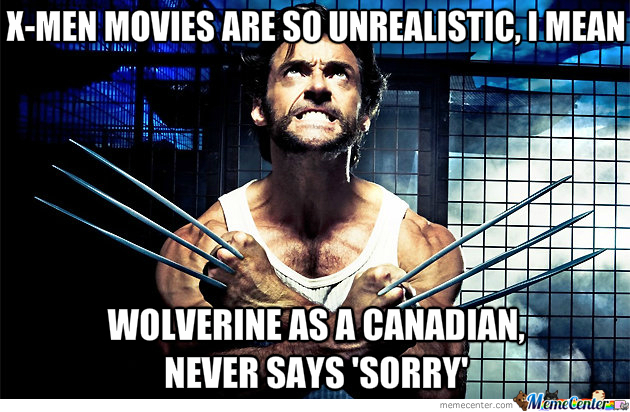 X-MEN MOVIES ARE SO UNREALISTIC, I MEAN
WOLVERINE AS A CANADIAN,
NEVER SAYS 'SORRY'
memecenter.com MemeCenter